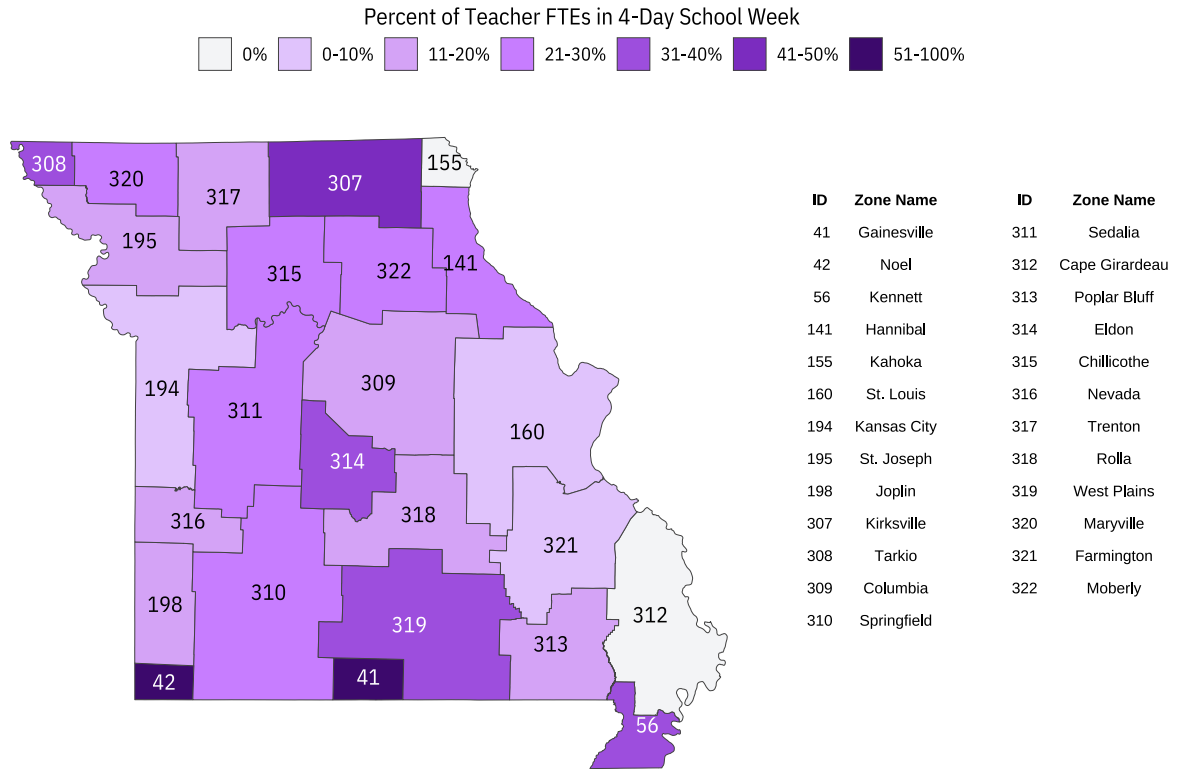 Percent of Teacher FTEs in 4-Day School Week
0% 0-10% 11-20% 21-30% 31-40% 41-50% 51-100%
308
320
317
307
155
195
315
322
141
194
311
309
160
314
316
318
321
198
310
319
313
312
42
41
56
ID Zone Name ID Zone Name
41 Gainesville 311 Sedalia
42 Noel 312 Cape Girardeau
56 Kennett 313 Poplar Bluff
141 Hannibal 314 Eldon
155 Kahoka 315 Chillicothe
160 St. Louis 316 Nevada
194 Kansas City 317 Trenton
195 St. Joseph 318 Rolla
198 Joplin 319 West Plains
307 Kirksville 320 Maryville
308 Tarkio 321 Farmington
309 Columbia 322 Moberly
310 Springfield